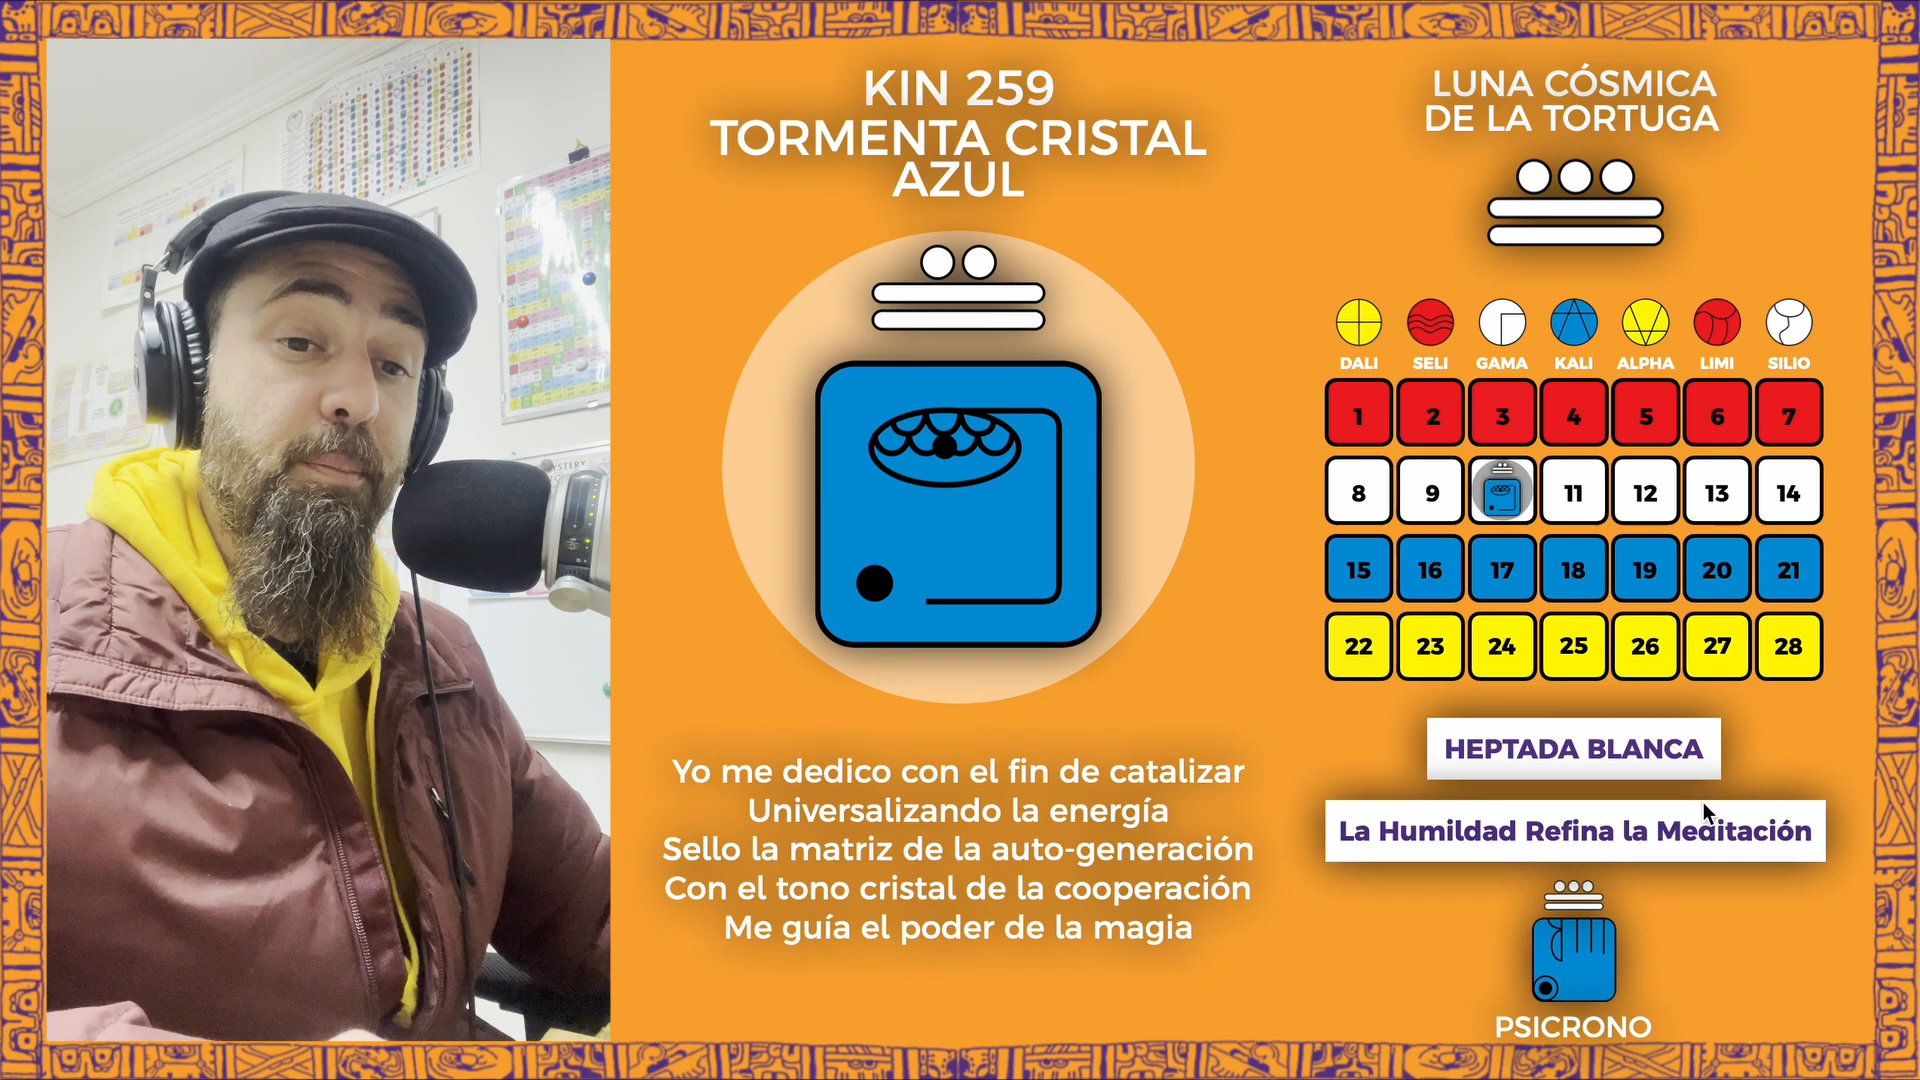 KIN 259
TORMENTA CRISTAL
AZUL
Yo me dedico con el fin de catalizar
Universalizando la energía
Sello la matriz de la auto-generación
Con el tono cristal de la cooperación
Me guía el poder de la magia
LUNA CÓSMICA
DE LA TORTUGA
DALI SELI GAMA KALI ALPHA LIMI SILIO
1 2 3 4 5 6 7
8 9 11 12 13 14
15 16 17 18 19 20 21
22 23 24 25 26 27 28
HEPTADA BLANCA
La Humildad Refina la Meditación
PSICRONO